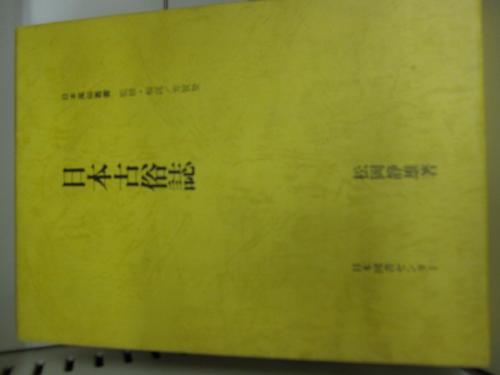 日本古俗誌
松岡静雄著
日本図書センター